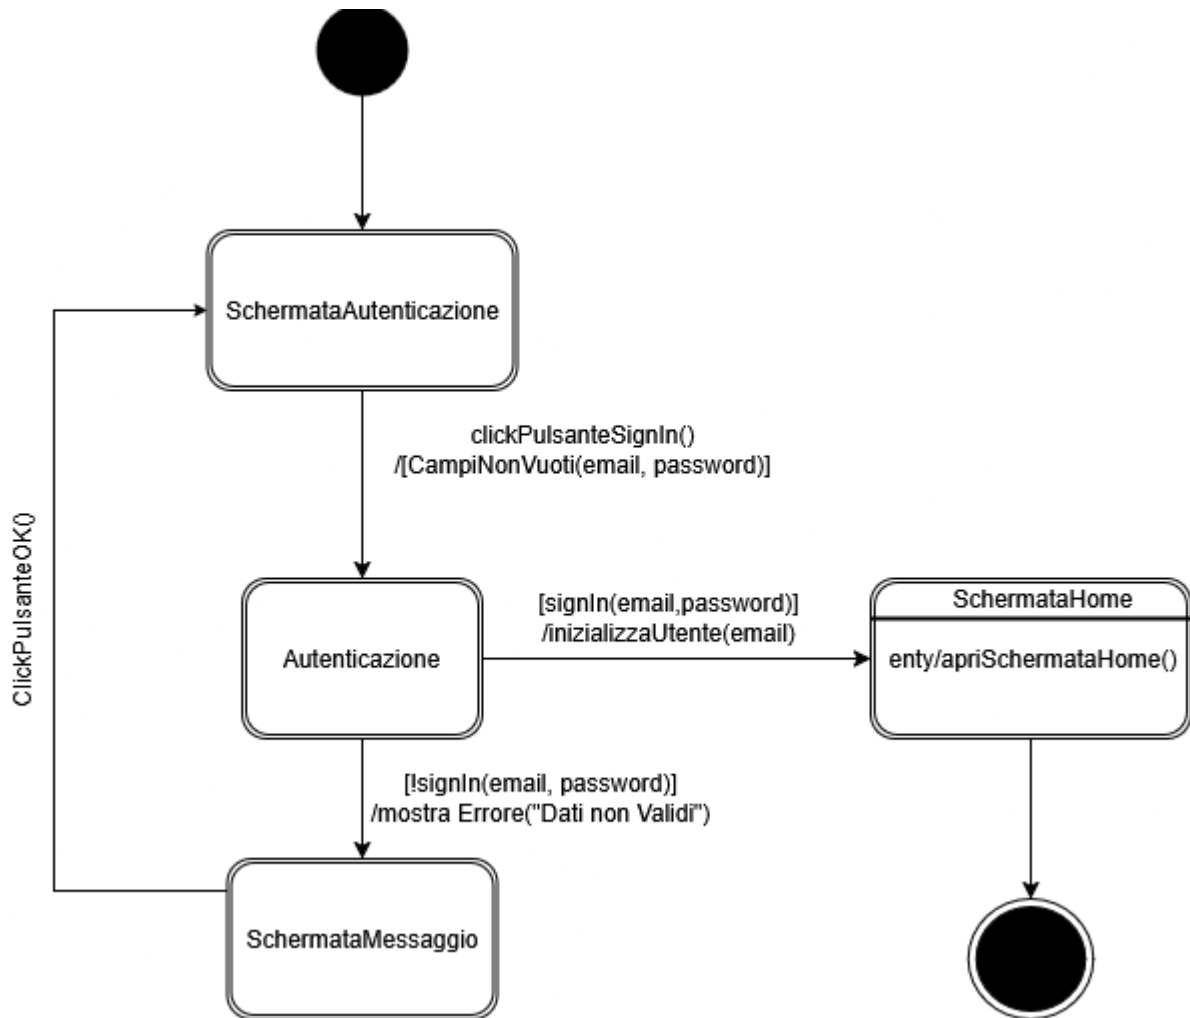 SchermataAutenticazione
clickPulsanteSignIn()
/[CampiNonVuoti(email, password)]
ClickPulsanteOK()
Autenticazione
[signIn(email,password)]
/inizializzaUtente(email)
SchermataHome
enty/apriSchermataHome()
[!signIn(email, password)]
/mostra Errore("Dati non Validi")
SchermataMessaggio